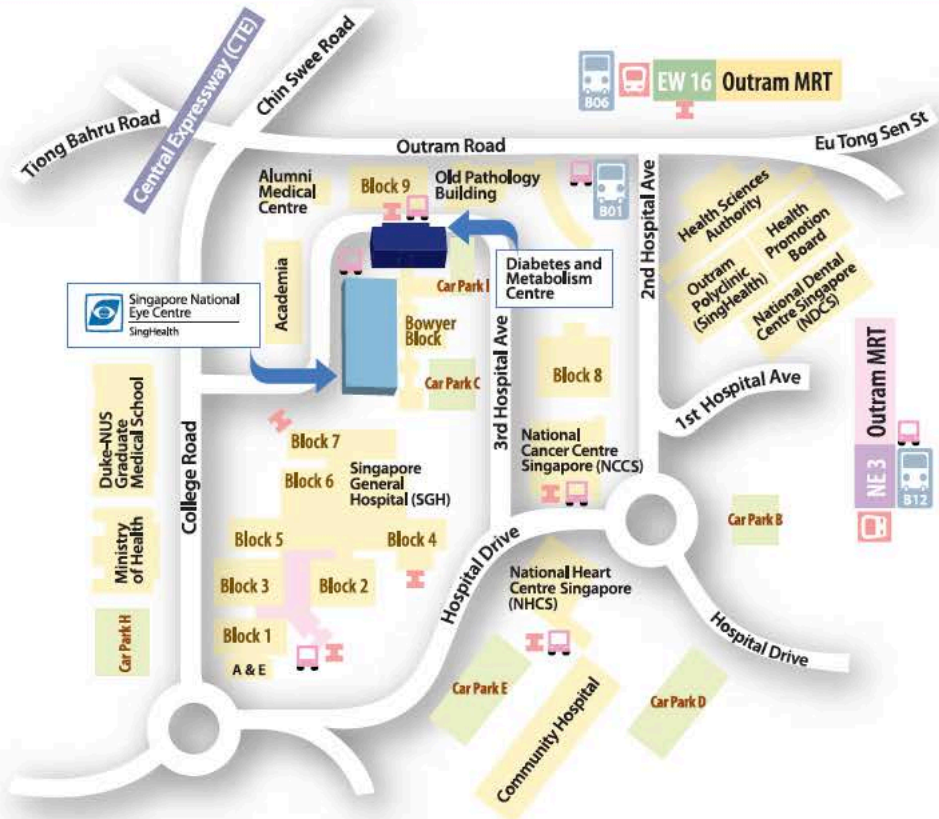 Central Expressway (CTE)
Chin Swee Road
Tiong Bahru Road
B06
EW 16
Outram MRT
Outram Road
Eu Tong Sen St
Alumni
Medical
Centre
Block 9
Old Pathology
Building
B01
2nd Hospital Ave
Health Sciences
Authority
Health
Promotion
Board
Outram
Polyclinic
(SingHealth)
National Dental
Centre Singapore
(NDCS)
Academia
Diabetes and
Metabolism
Centre
Car Park
Singapore National
Eye Centre
SingHealth
Bowyer
Block
Car Park C
3rd Hospital Ave
Block 8
1st Hospital Ave
Outram MRT
NE 3
B12
Duke-NUS
Graduate
Medical School
College Road
Block 7
Block 6
Singapore
General
Hospital (SGH)
National
Cancer Centre
Singapore (NCCS)
Car Park B
Ministry
of Health
Block 5
Block 4
Block 3
Block 2
Hospital Drive
National Heart
Centre Singapore
(NHCS)
Block 1
A & E
Car Park H
Hospital Drive
Car Park E
Car Park D
Community Hospital